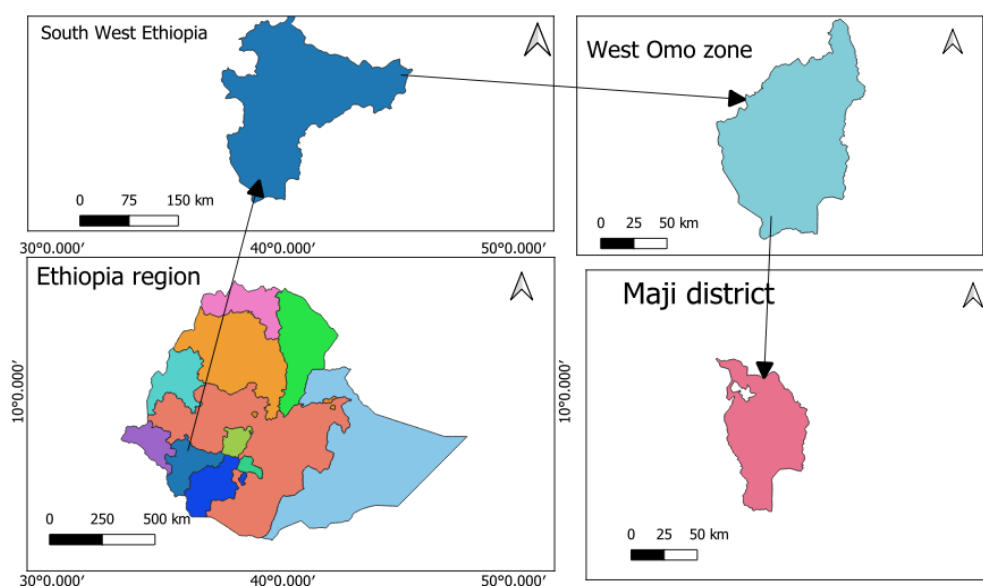 South West Ethiopia
0 75 150 km
30°0.000′ 40°0.000′ 50°0.000′
West Omo zone
0 25 50 km
Ethiopia region
10°0.000′
0 250 500 km
30°0.000′ 40°0.000′ 50°0.000′
Maji district
10°0.000′
0 25 50 km